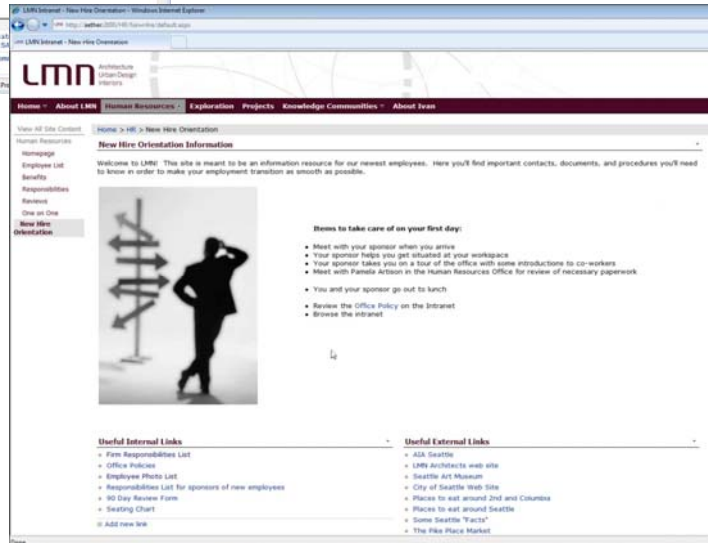 LMN Intranet - New Hire Orientation - Windows Internet Explorer
LMN Intranet - New Hire Orientation
LMN
Architecture
Urban Design
Interiors
Home About LMN Human Resources Exploration Projects Knowledge Communities About Ivan
View All Site Content
Home > HR > New Hire Orientation
Human Resources
Homepage
Employee List
Benefits
Responsibilities
Reviews
One on One
New Hire
Orientation
New Hire Orientation Information
Welcome to LMN! This site is meant to be an information resource for our newest employees. Here you'll find important contacts, documents, and procedures you'll need
to know in order to make your employment transition as smooth as possible.
Items to take care of on your first day:
Meet with your sponsor when you arrive
Your sponsor helps you get situated at your workspace
Your sponsor takes you on a tour of the office with some introductions to co-workers
Meet with Pamela Artison in the Human Resources Office for review of necessary paperwork
You and your sponsor go out to lunch
Review the Office Policy on the Intranet
Browse the intranet
Useful Internal Links
Firm Responsibilities List
Office Policies
Employee Photo List
Responsibilities List for sponsors of new employees
90 Day Review Form
Seating Chart
Add new link
Useful External Links
AIA Seattle
LMN Architects web site
Seattle Art Museum
City of Seattle Web Site
Places to eat around 2nd and Columbia
Places to eat around Seattle
Some Seattle "Facts"
The Pike Place Market